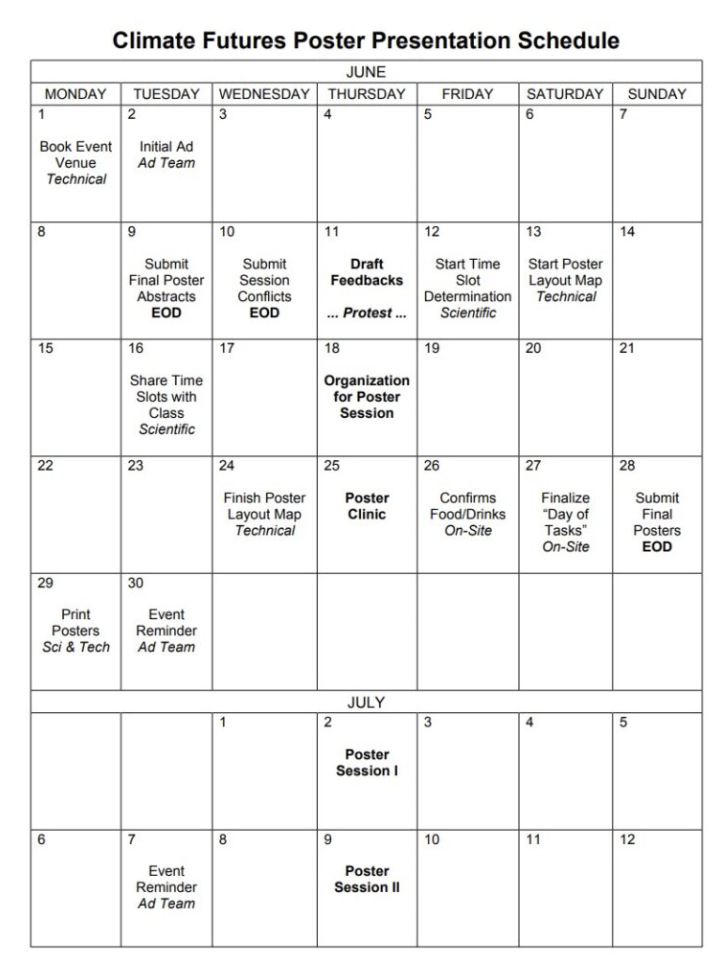 Climate Futures Poster Presentation Schedule
JUNE
MONDAY TUESDAY WEDNESDAY THURSDAY FRIDAY SATURDAY SUNDAY
1
Book Event
Venue
Technical
2
Initial Ad
Ad Team
3
4
5
6
7
8
9
Submit
Final Poster
Abstracts
EOD
10
Submit
Session
Conflicts
EOD
11
Draft
Feedbacks
... Protest ...
12
Start Time
Slot
Determination
Scientific
13
Start Poster
Layout Map
Technical
14
15
16
Share Time
Slots with
Class
Scientific
17
18
Organization
for Poster
Session
19
20
21
22
23
24
Finish Poster
Layout Map
Technical
25
Poster
Clinic
26
Confirms
Food/Drinks
On-Site
27
Finalize
“Day of
Tasks”
On-Site
28
Submit
Final
Posters
EOD
29
Print
Posters
Sci & Tech
30
Event
Reminder
Ad Team
JULY
1
2
Poster
Session I
3
4
5
6
7
Event
Reminder
Ad Team
8
9
Poster
Session II
10
11
12